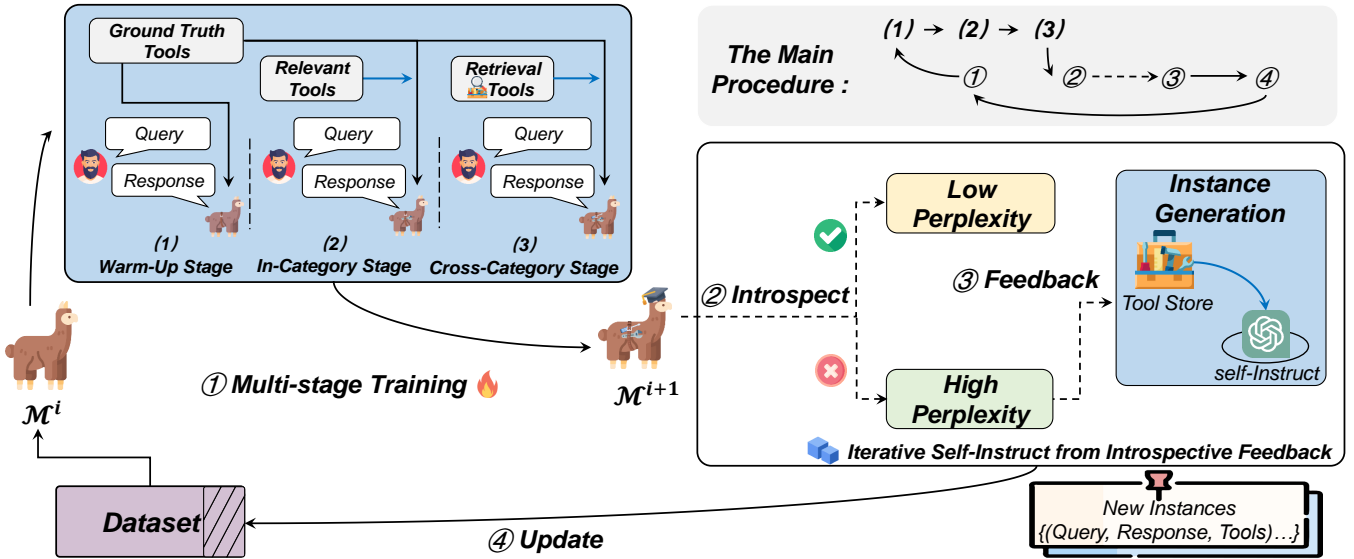 Ground Truth
Tools
Relevant
Tools
Retrieval
Tools
Query
Response
Query
Response
Query
Response
(1)
Warm-Up Stage
(2)
In-Category Stage
(3)
Cross-Category Stage
The Main
Procedure :
(1) → (2) → (3)
① ② ③ ④
ℳⁱ
① Multi-stage Training
ℳⁱ⁺¹
② Introspect
Low
Perplexity
High
Perplexity
③ Feedback
Instance
Generation
Tool Store
self-Instruct
Iterative Self-Instruct from Introspective Feedback
Dataset
④ Update
New Instances
{(Query, Response, Tools)...}